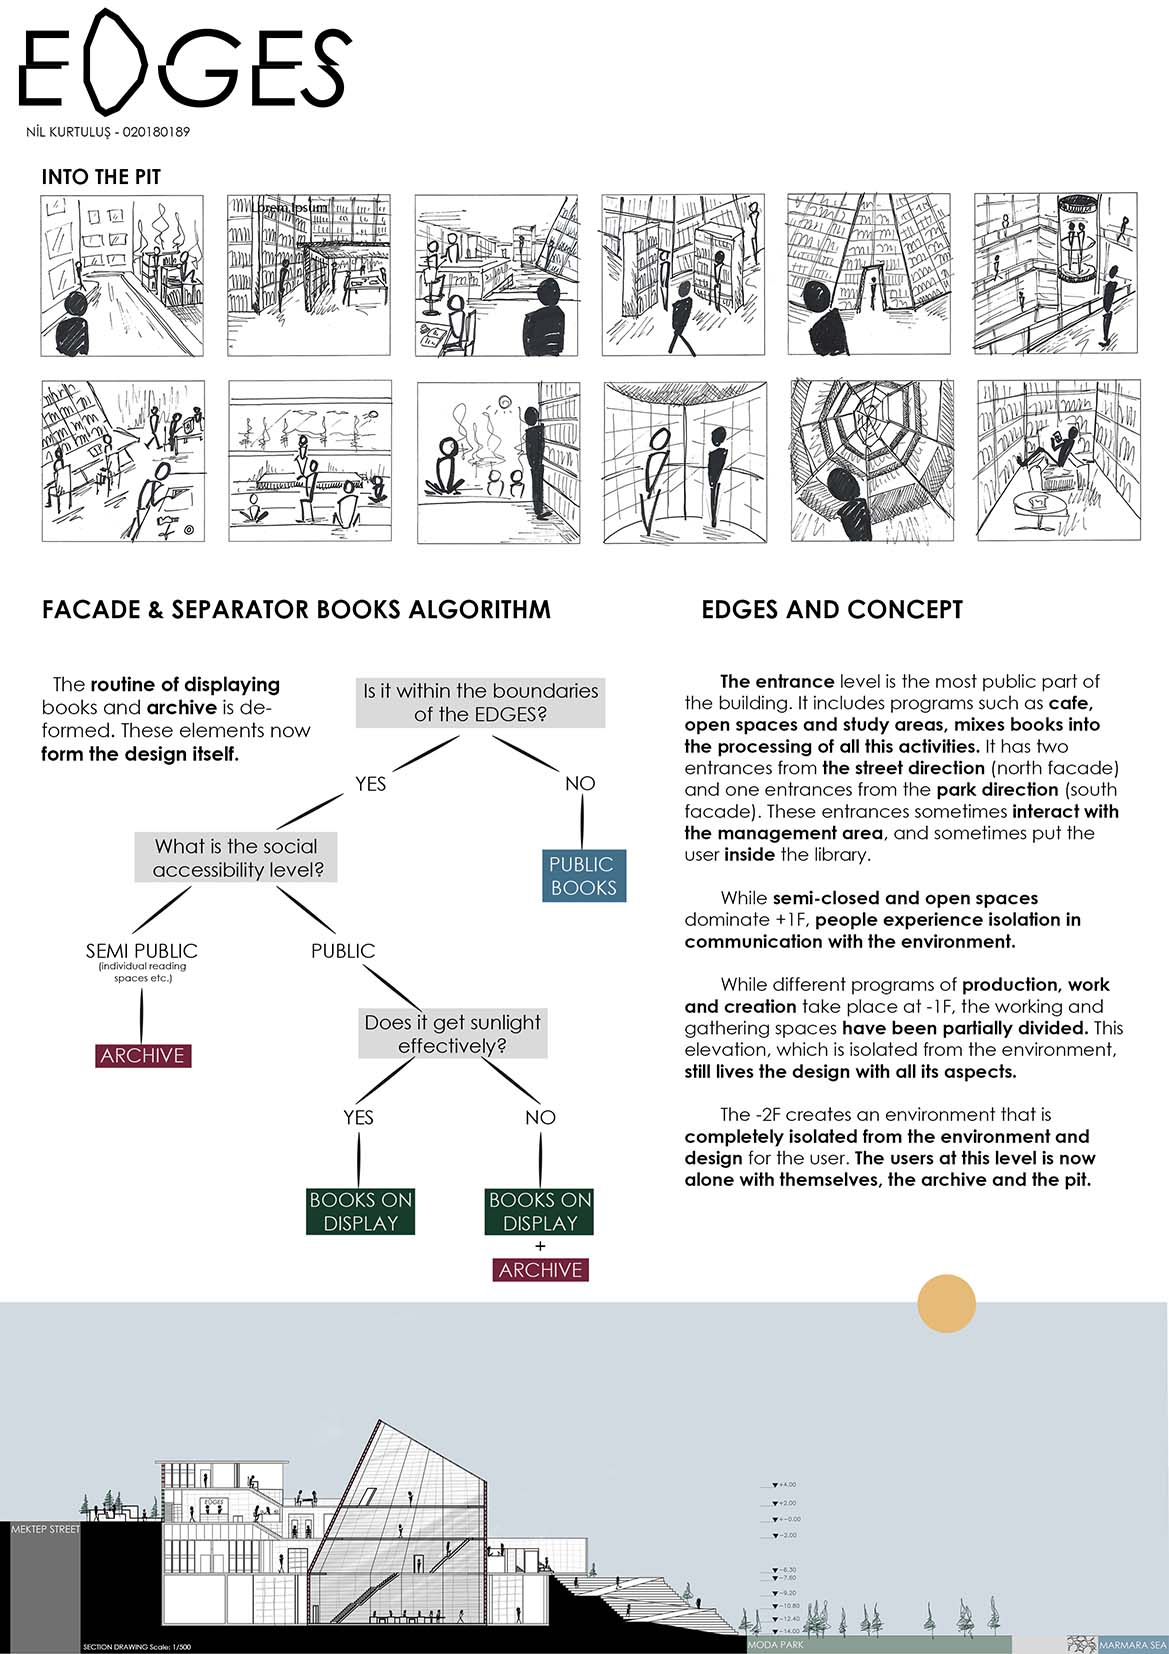 EDGES
NİL KURTULUŞ - 020180189
INTO THE PIT
Lorem Ipsum
FACADE & SEPARATOR BOOKS ALGORITHM
The routine of displaying
books and archive is de-
formed. These elements now
form the design itself.
Is it within the boundaries
of the EDGES?
YES
NO
What is the social
accessibility level?
PUBLIC
BOOKS
SEMI PUBLIC
(individual reading
spaces etc.)
PUBLIC
ARCHIVE
Does it get sunlight
effectively?
YES
NO
BOOKS ON
DISPLAY
BOOKS ON
DISPLAY
+
ARCHIVE
EDGES AND CONCEPT
The entrance level is the most public part of
the building. It includes programs such as cafe,
open spaces and study areas, mixes books into
the processing of all this activities. It has two
entrances from the street direction (north facade)
and one entrances from the park direction (south
facade). These entrances sometimes interact with
the management area, and sometimes put the
user inside the library.
While semi-closed and open spaces
dominate +1F, people experience isolation in
communication with the environment.
While different programs of production, work
and creation take place at -1F, the working and
gathering spaces have been partially divided. This
elevation, which is isolated from the environment,
still lives the design with all its aspects.
The -2F creates an environment that is
completely isolated from the environment and
design for the user. The users at this level is now
alone with themselves, the archive and the pit.
EDGES
+4.00
+2.00
+-0.00
-2.00
-6.30
-7.60
-9.20
-10.80
-12.40
-14.00
MEKTEP STREET
SECTION DRAWING Scale: 1/500
MODA PARK
MARMARA SEA